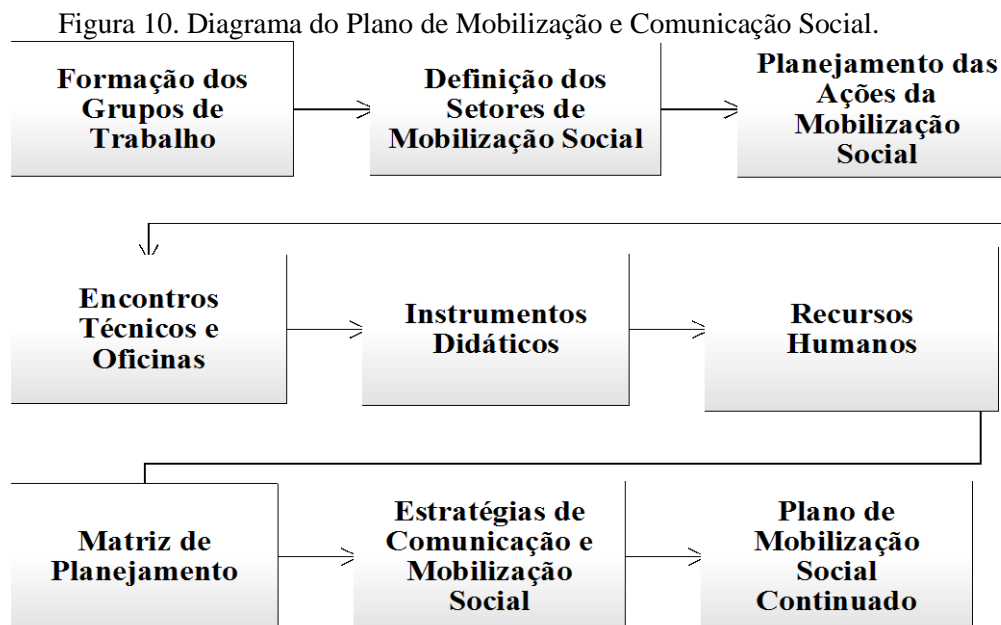 Figura 10. Diagrama do Plano de Mobilização e Comunicação Social.
Formação dos
Grupos de
Trabalho
Definição dos
Setores de
Mobilização Social
Planejamento das
Ações da
Mobilização
Social
Encontros
Técnicos e
Oficinas
Instrumentos
Didáticos
Recursos
Humanos
Matriz de
Planejamento
Estratégias de
Comunicação e
Mobilização
Social
Plano de
Mobilização
Social
Continuado